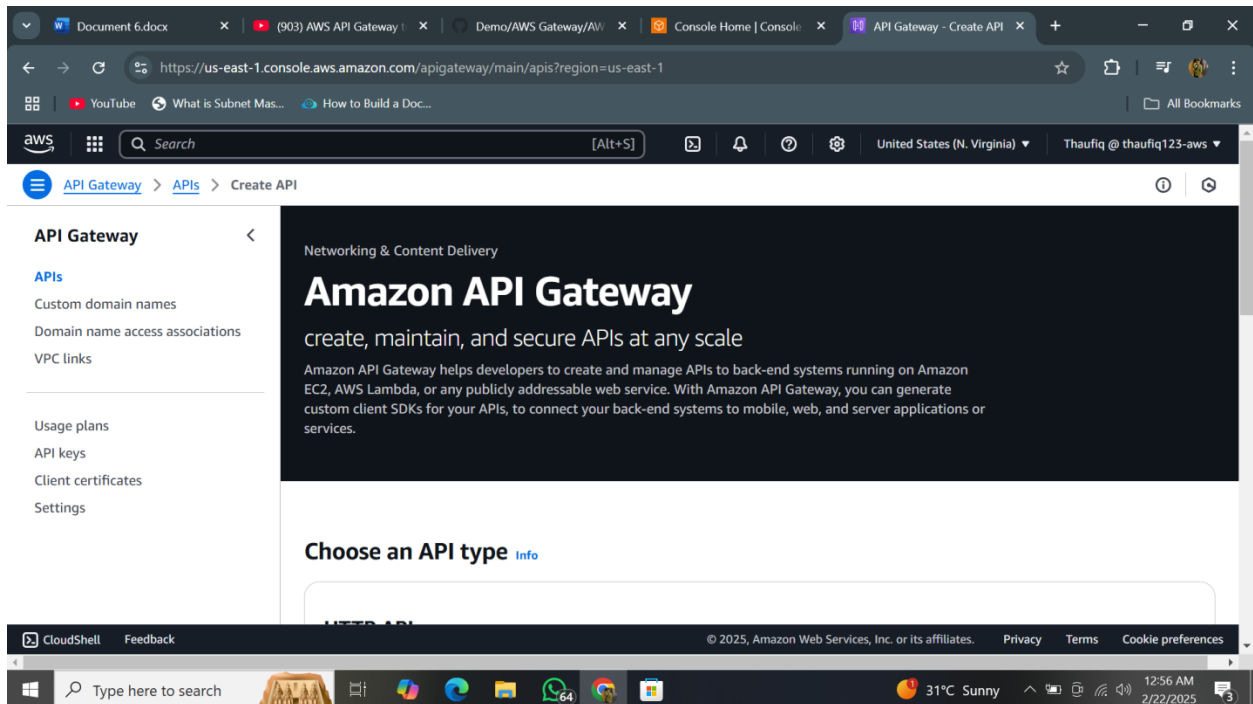 Document 6.docx
(903) AWS API Gateway t
Demo/AWS Gateway/AW
Console Home | Console
API Gateway - Create API
https://us-east-1.console.aws.amazon.com/apigateway/main/apis?region=us-east-1
YouTube
What is Subnet Mas...
How to Build a Doc...
All Bookmarks
aws
Search
[Alt+S]
United States (N. Virginia)
Thaufiq @ thaufiq123-aws
API Gateway > APIs > Create API
API Gateway
APIs
Custom domain names
Domain name access associations
VPC links
Usage plans
API keys
Client certificates
Settings
Networking & Content Delivery
Amazon API Gateway
create, maintain, and secure APIs at any scale
Amazon API Gateway helps developers to create and manage APIs to back-end systems running on Amazon
EC2, AWS Lambda, or any publicly addressable web service. With Amazon API Gateway, you can generate
custom client SDKs for your APIs, to connect your back-end systems to mobile, web, and server applications or
services.
Choose an API type Info
HTTP API
CloudShell
Feedback
© 2025, Amazon Web Services, Inc. or its affiliates.
Privacy
Terms
Cookie preferences
Type here to search
64
31°C Sunny
12:56 AM
2/22/2025
3